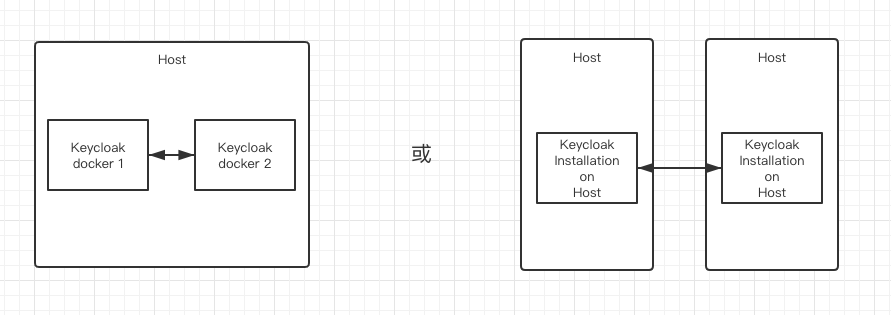 Host
Keycloak
docker 1
Keycloak
docker 2
或
Host
Keycloak
Installation
on
Host
Host
Keycloak
Installation
on
Host